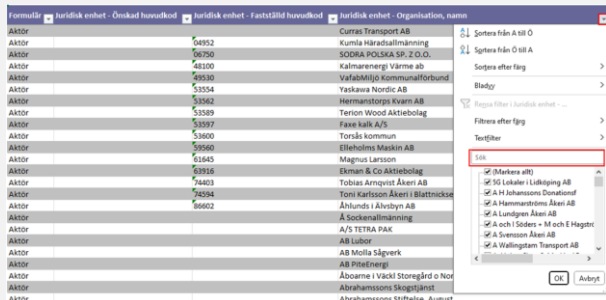 Formulär Juridisk enhet - Önskad huvudkod Juridisk enhet - Fastställd huvudkod Juridisk enhet - Organisation, namn
Aktör Curras Transport AB
Aktör 04952 Kumla Häradsallmänning
Aktör 06750 SODRA POLSKA SP. Z O.O.
Aktör 48100 Kalmarenergi Värme ab
Aktör 49530 VafabMiljö Kommunalförbund
Aktör 53554 Yaskawa Nordic AB
Aktör 53562 Hermanstorps Kvarn AB
Aktör 53589 Terion Wood Aktiebolag
Aktör 53597 Faxe kalk A/S
Aktör 53600 Torsås kommun
Aktör 59560 Elleholms Maskin AB
Aktör 61645 Magnus Larsson
Aktör 63916 Ekman & Co Aktiebolag
Aktör 74403 Tobias Arnqvist Åkeri AB
Aktör 74594 Toni Karlsson Åkeri i Blattnickse
Aktör 86602 Åhlunds i Älvsbyn AB
Aktör Å Sockenallmänning
Aktör A/S TETRA PAK
Aktör AB Lubor
Aktör AB Molla Sågverk
Aktör AB PiteEnergi
Aktör Åboarne i Väckl Storegård o Nor
Aktör Abrahamssons Skogstjänst
Aktör Abrahamssons Stiftelse, August
Sortera från A till Ö
Sortera från Ö till A
Sortera efter färg
Bladvy
Rensa filter i Juridisk enhet - ...
Filtrera efter färg
Textfilter
Sök
(Markera allt)
SG Lokaler i Lidköping AB
A H Johanssons Donationsf
A Hammarströms Åkeri AB
A Lundgren Åkeri AB
A och I Söders + M och E Hagströ
A Svensson Åkeri AB
A Wallingstam Transport AB
OK Avbryt